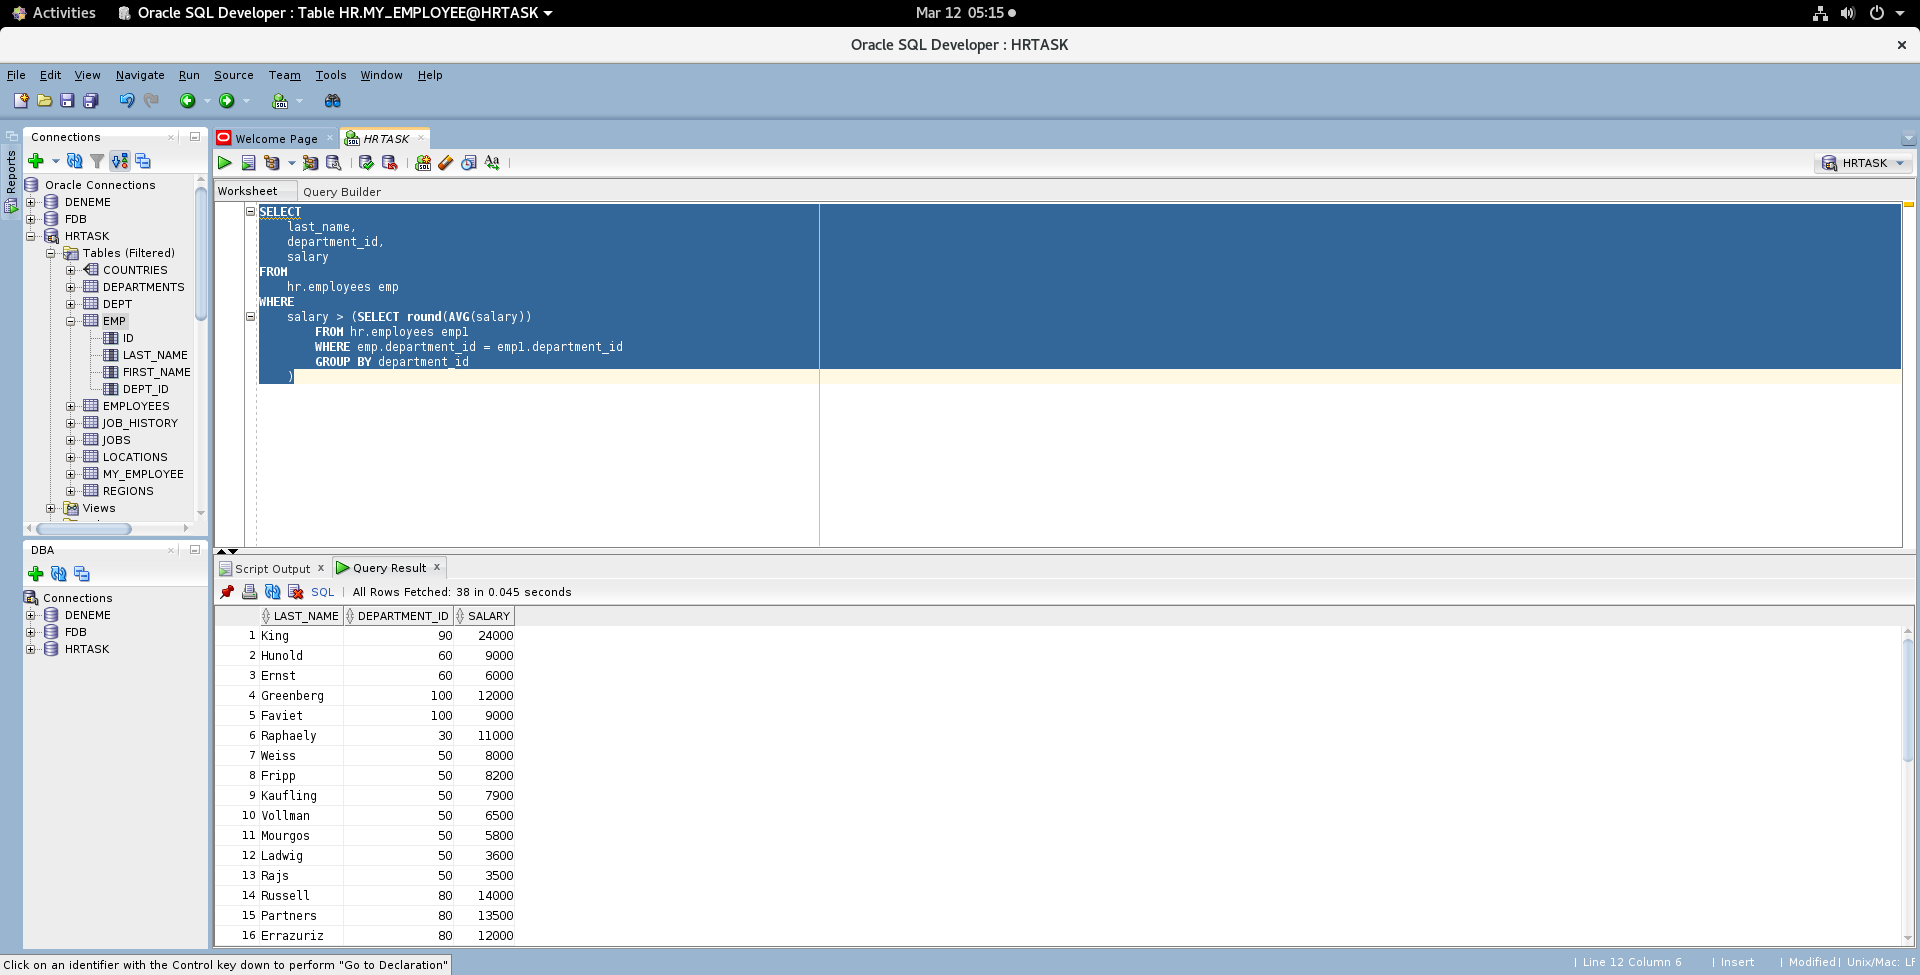 Activities Oracle SQL Developer : Table HR.MY_EMPLOYEE@HRTASK Mar 12 05:15
Oracle SQL Developer : HRTASK
File Edit View Navigate Run Source Team Tools Window Help
Reports
Connections
Oracle Connections
DENEME
FDB
HRTASK
Tables (Filtered)
COUNTRIES
DEPARTMENTS
DEPT
EMP
ID
LAST_NAME
FIRST_NAME
DEPT_ID
EMPLOYEES
JOB_HISTORY
JOBS
LOCATIONS
MY_EMPLOYEE
REGIONS
Views
DBA
Connections
DENEME
FDB
HRTASK
Welcome Page HRTASK
HRTASK
Worksheet Query Builder
SELECT
last_name,
department_id,
salary
FROM
hr.employees emp
WHERE
salary > (SELECT round(AVG(salary))
FROM hr.employees emp1
WHERE emp.department_id = emp1.department_id
GROUP BY department_id
)
Script Output x Query Result x
SQL | All Rows Fetched: 38 in 0.045 seconds
LAST_NAME DEPARTMENT_ID SALARY
1 King 90 24000
2 Hunold 60 9000
3 Ernst 60 6000
4 Greenberg 100 12000
5 Faviet 100 9000
6 Raphaely 30 11000
7 Weiss 50 8000
8 Fripp 50 8200
9 Kaufling 50 7900
10 Vollman 50 6500
11 Mourgos 50 5800
12 Ladwig 50 3600
13 Rajs 50 3500
14 Russell 80 14000
15 Partners 80 13500
16 Errazuriz 80 12000
Click on an identifier with the Control key down to perform "Go to Declaration"
| Line 12 Column 6 | Insert | Modified | Unix/Mac: LF